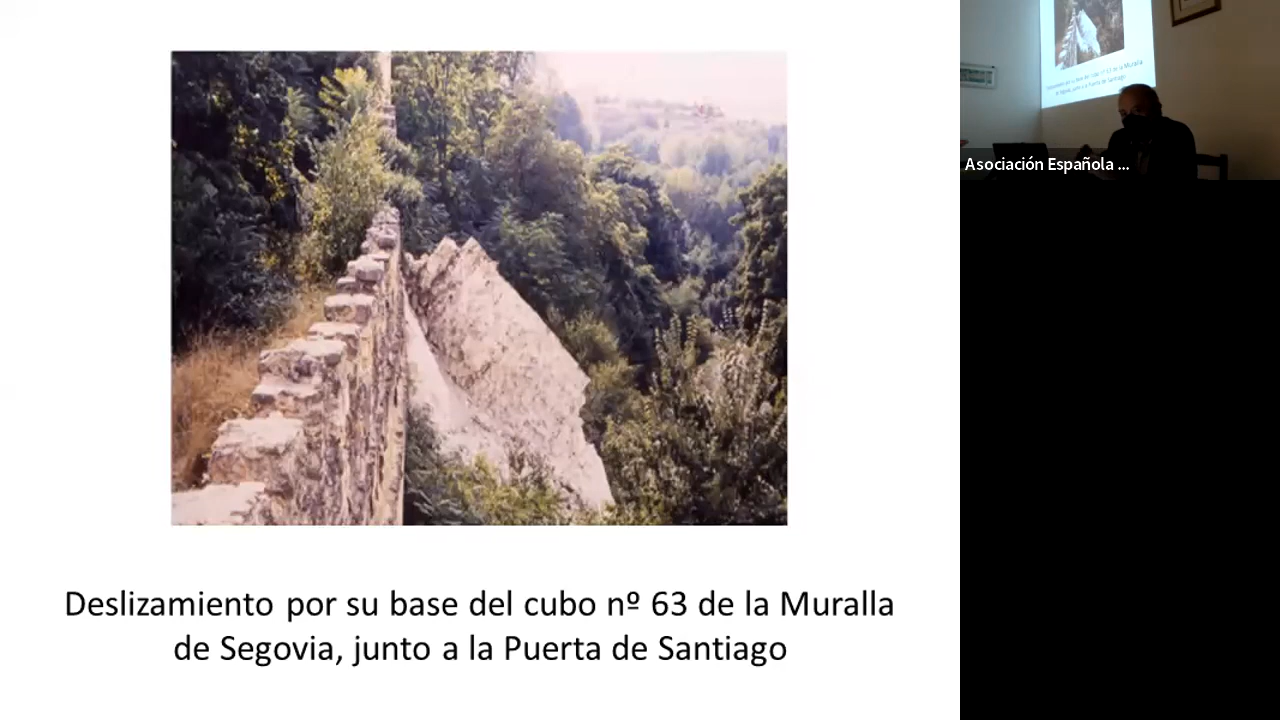 Deslizamiento por su base del cubo nº 63 de la Muralla
de Segovia, junto a la Puerta de Santiago
Asociación Española ...